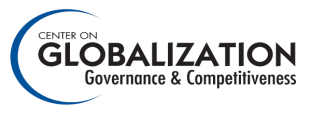 CENTER ON
GLOBALIZATION
Governance & Competitiveness